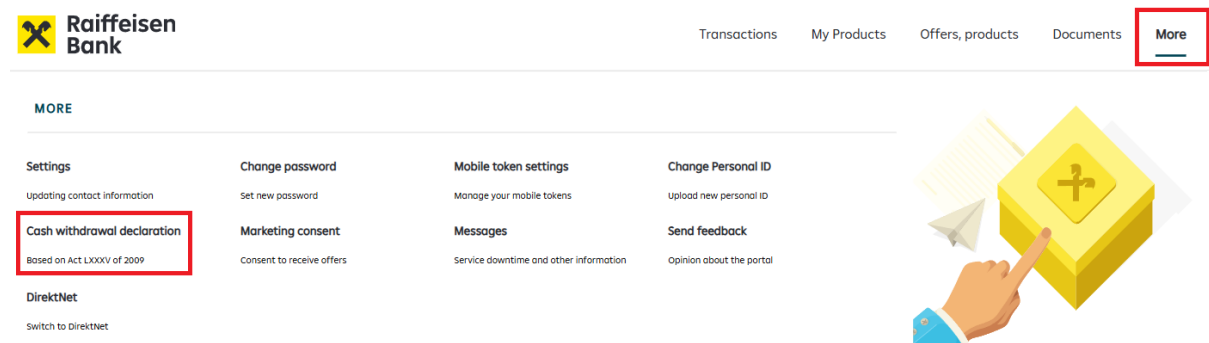 Raiffeisen
Bank
Transactions My Products Offers, products Documents More
MORE
Settings Change password Mobile token settings Change Personal ID
Updating contact information Set new password Manage your mobile tokens Upload new personal ID
Cash withdrawal declaration Marketing consent Messages Send feedback
Based on Act LXXXV of 2009 Consent to receive offers Service downtime and other information Opinion about the portal
DirektNet
Switch to DirektNet